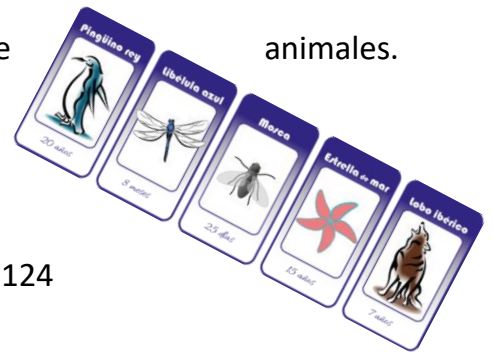 e animales.
Pingüino rey
20 años
Libélula azul
8 meses
Mosca
25 días
Estrella de mar
15 años
Lobo ibérico
7 años
124